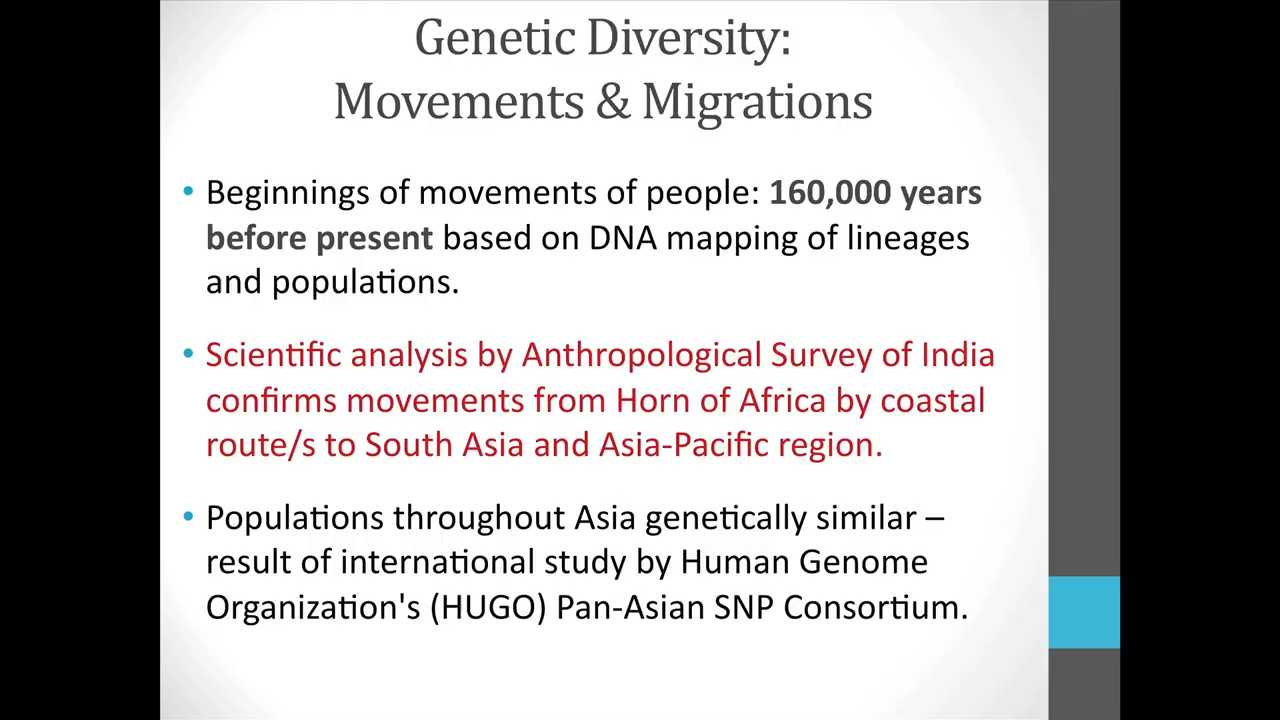 Genetic Diversity:
Movements & Migrations
• Beginnings of movements of people: 160,000 years
before present based on DNA mapping of lineages
and populations.
• Scientific analysis by Anthropological Survey of India
confirms movements from Horn of Africa by coastal
route/s to South Asia and Asia-Pacific region.
• Populations throughout Asia genetically similar –
result of international study by Human Genome
Organization's (HUGO) Pan-Asian SNP Consortium.